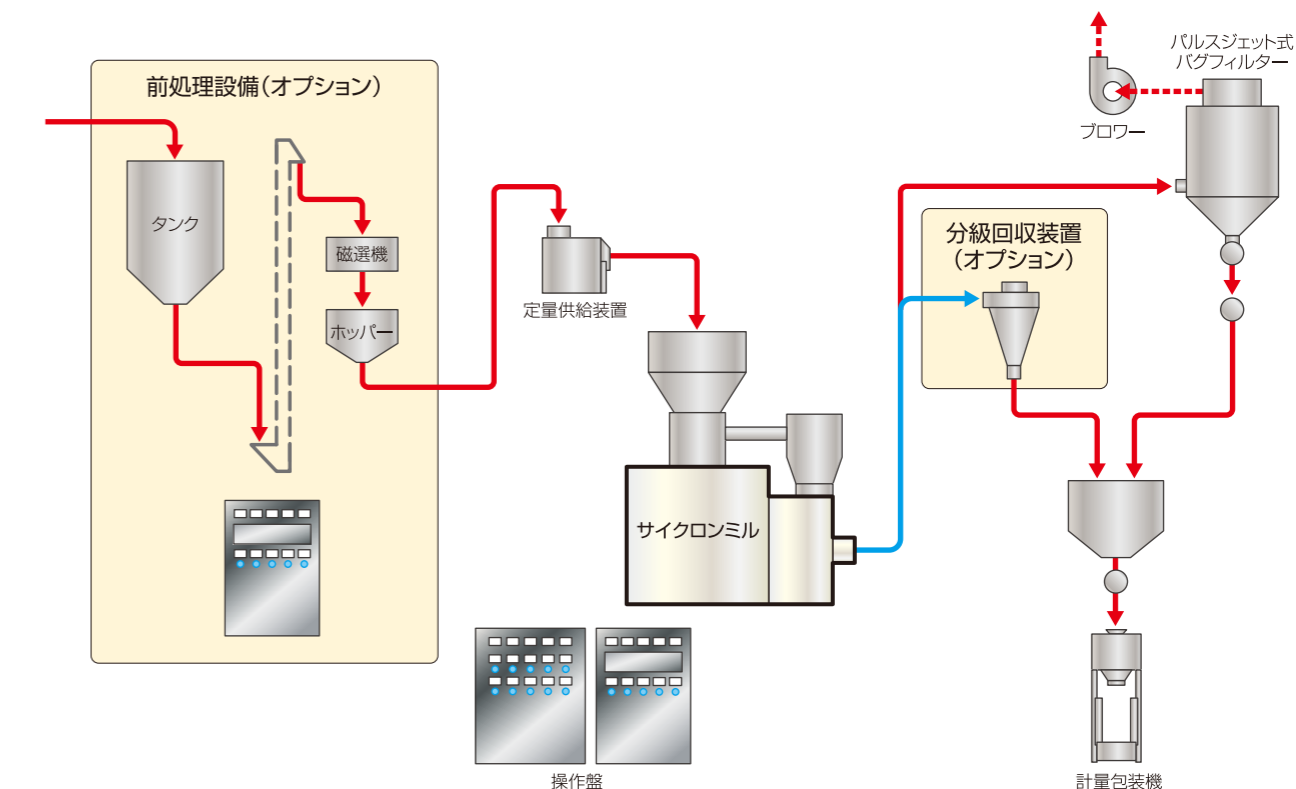 前処理設備(オプション)
タンク
磁選機
ホッパー
定量供給装置
サイクロンミル
操作盤
分級回収装置
(オプション)
ブロワー
パルスジェット式
バグフィルター
計量包装機